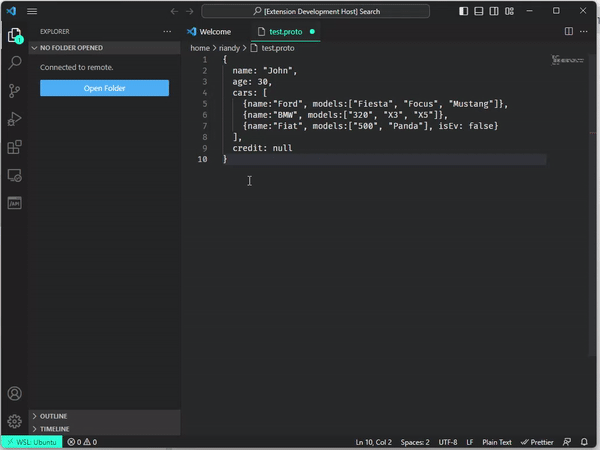 [Extension Development Host] Search
EXPLORER
Welcome
test.proto
NO FOLDER OPENED
home > riandy > test.proto
Connected to remote.
Open Folder
1 {
2 name: "John",
3 age: 30,
4 cars: [
5 {name:"Ford", models:["Fiesta", "Focus", "Mustang"]},
6 {name:"BMW", models:["320", "X3", "X5"]},
7 {name:"Fiat", models:["500", "Panda"], isEv: false}
8 ],
9 credit: null
10 }
1
/API
OUTLINE
TIMELINE
WSL: Ubuntu
0 0
Ln 10, Col 2
Spaces: 2
UTF-8
LF
Plain Text
Prettier